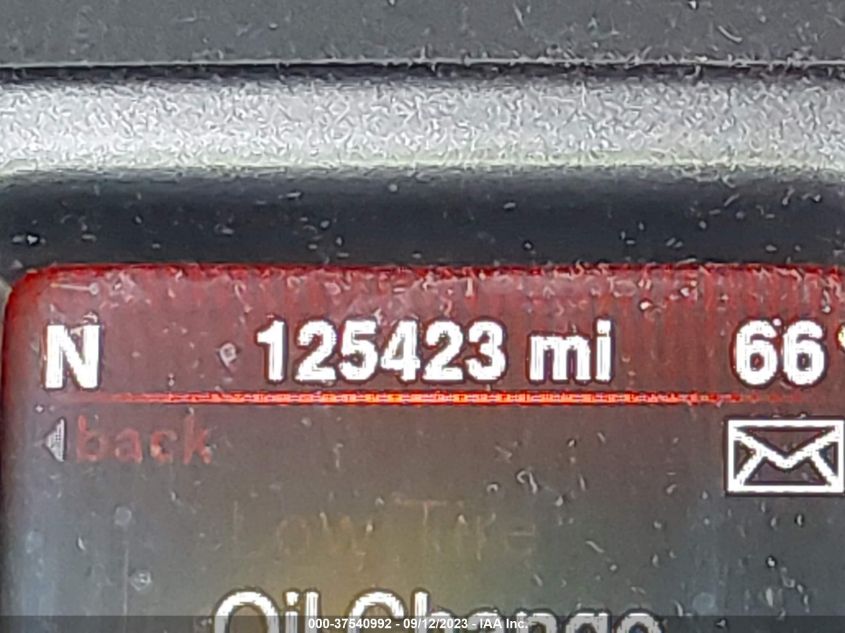 N 125423 mi 66°
back
Low Tire
Oil Change
000-37540992 - 09/12/2023 - IAA Inc.